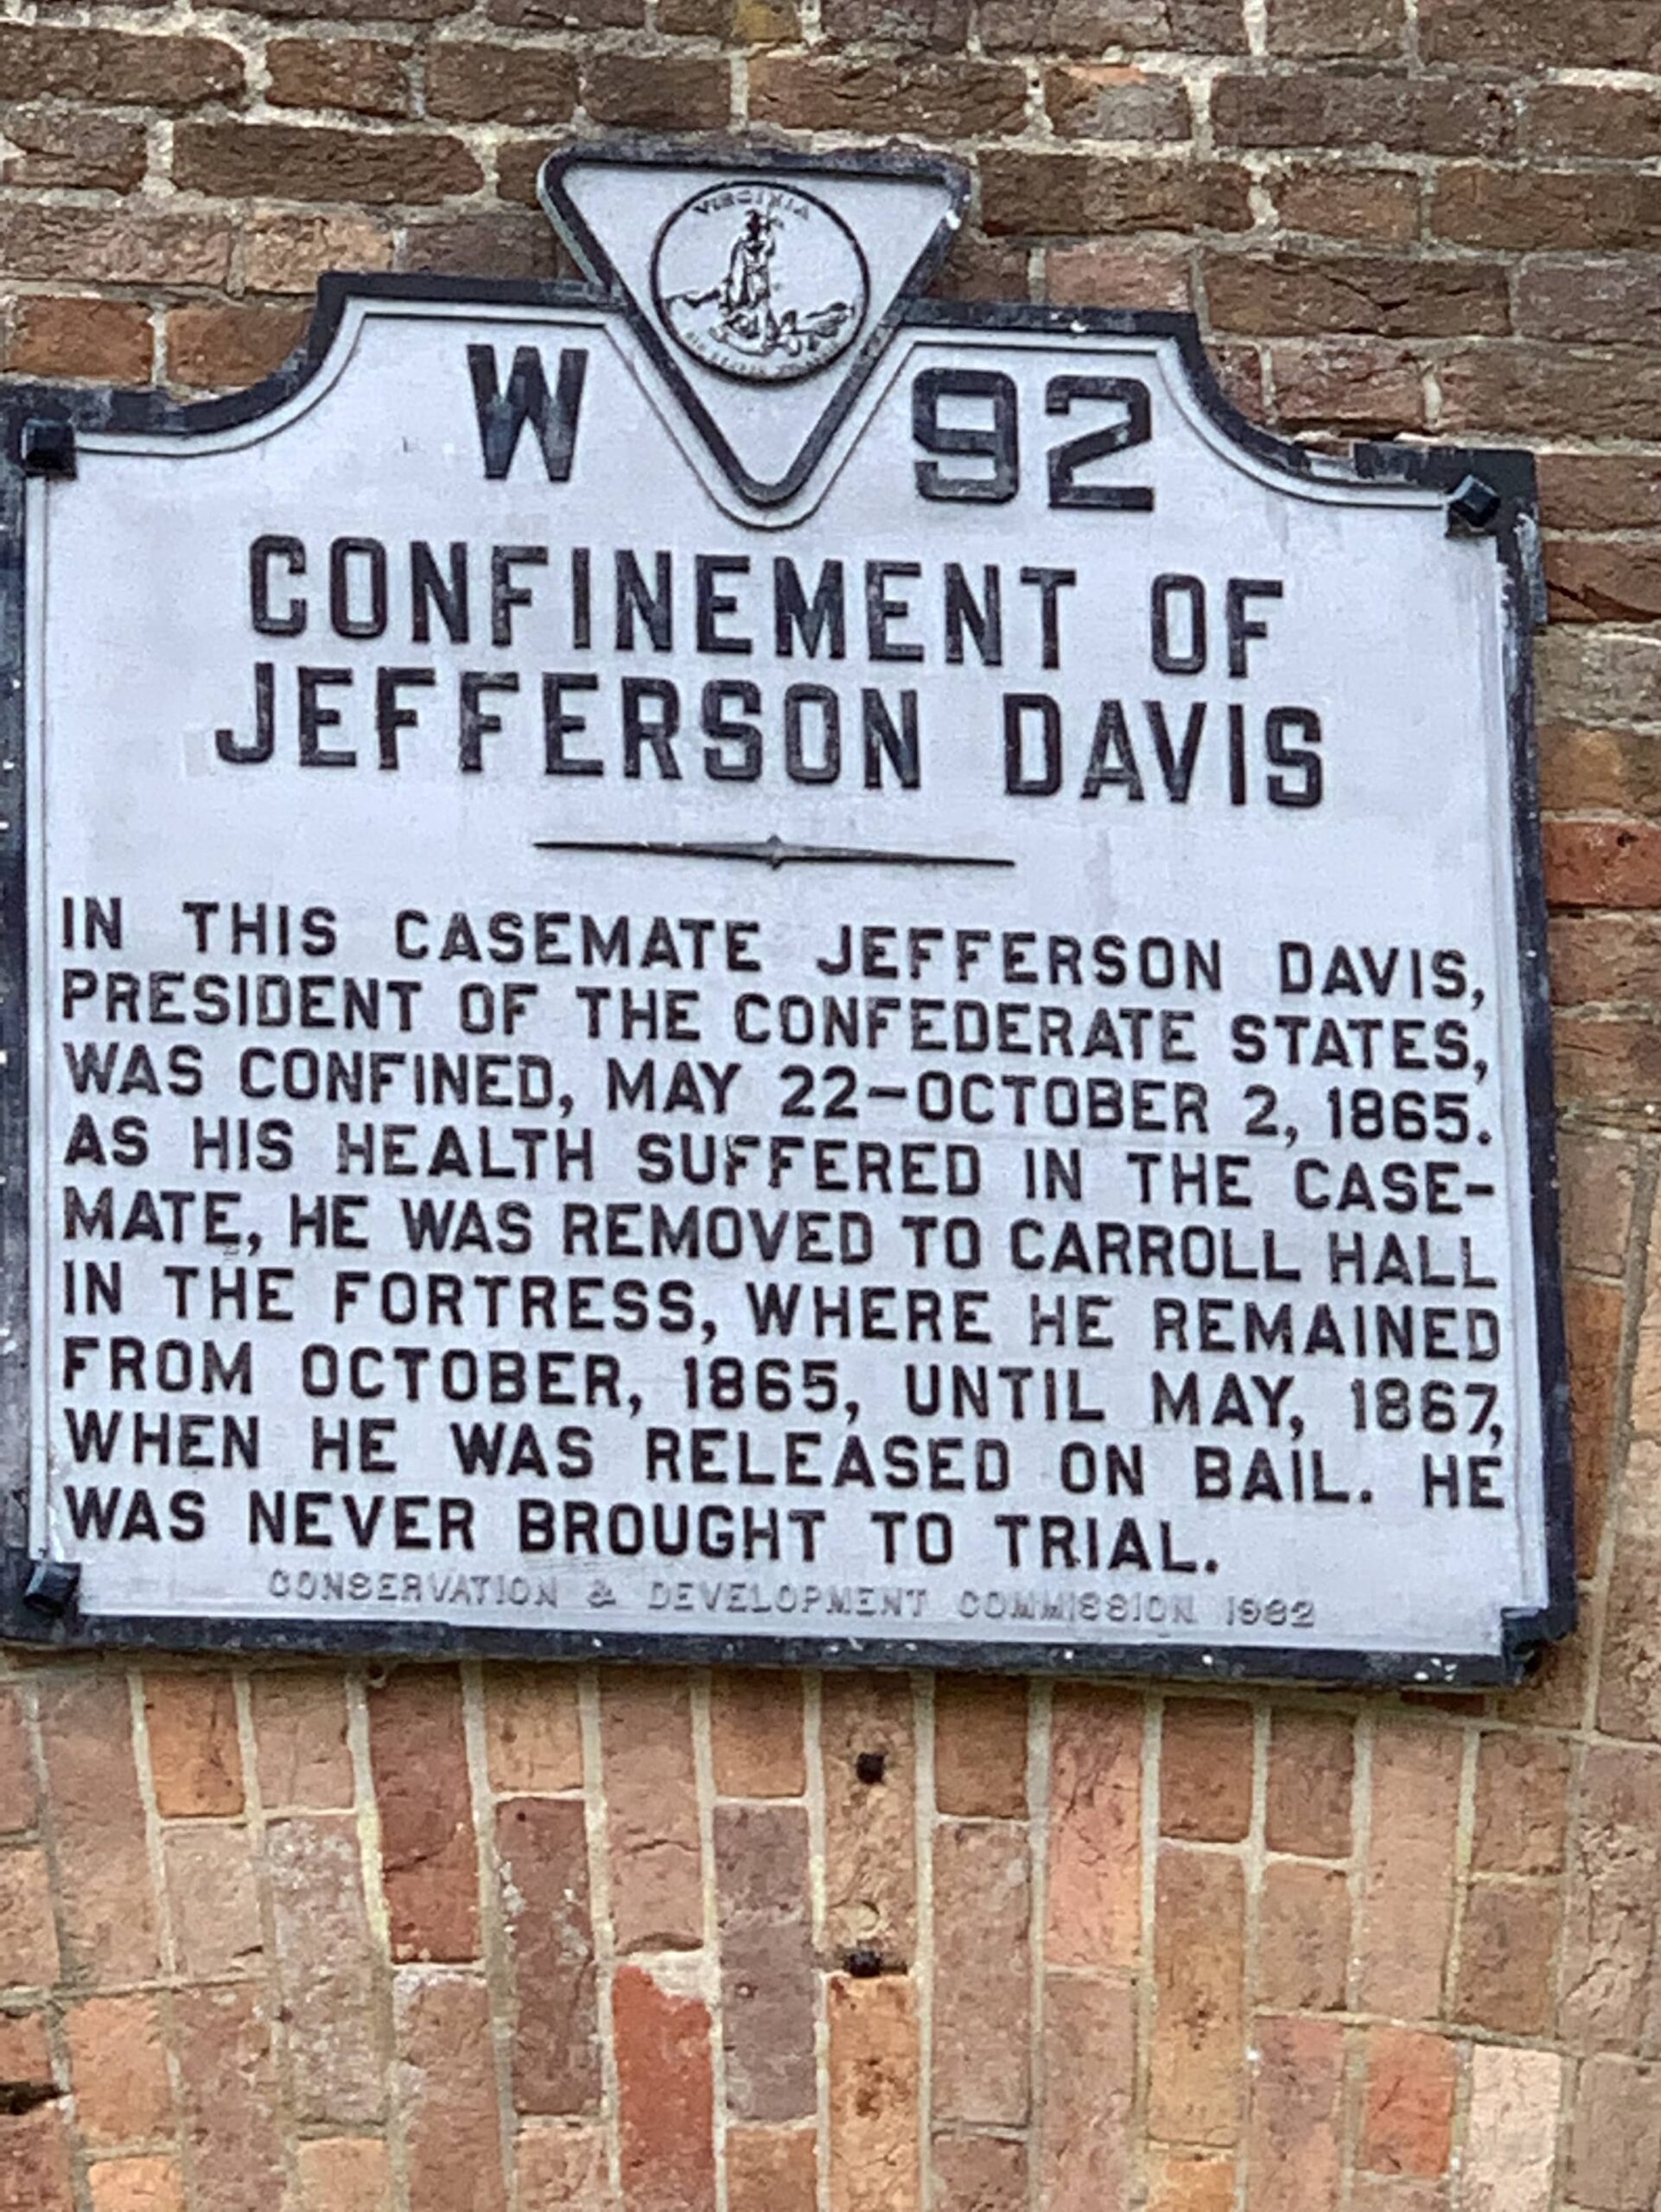 VIRGINIA
W 92
CONFINEMENT OF
JEFFERSON DAVIS
IN THIS CASEMATE JEFFERSON DAVIS,
PRESIDENT OF THE CONFEDERATE STATES,
WAS CONFINED, MAY 22-OCTOBER 2, 1865.
AS HIS HEALTH SUFFERED IN THE CASE-
MATE, HE WAS REMOVED TO CARROLL HALL
IN THE FORTRESS, WHERE HE REMAINED
FROM OCTOBER, 1865, UNTIL MAY, 1867,
WHEN HE WAS RELEASED ON BAIL. HE
WAS NEVER BROUGHT TO TRIAL.
CONSERVATION & DEVELOPMENT COMMISSION